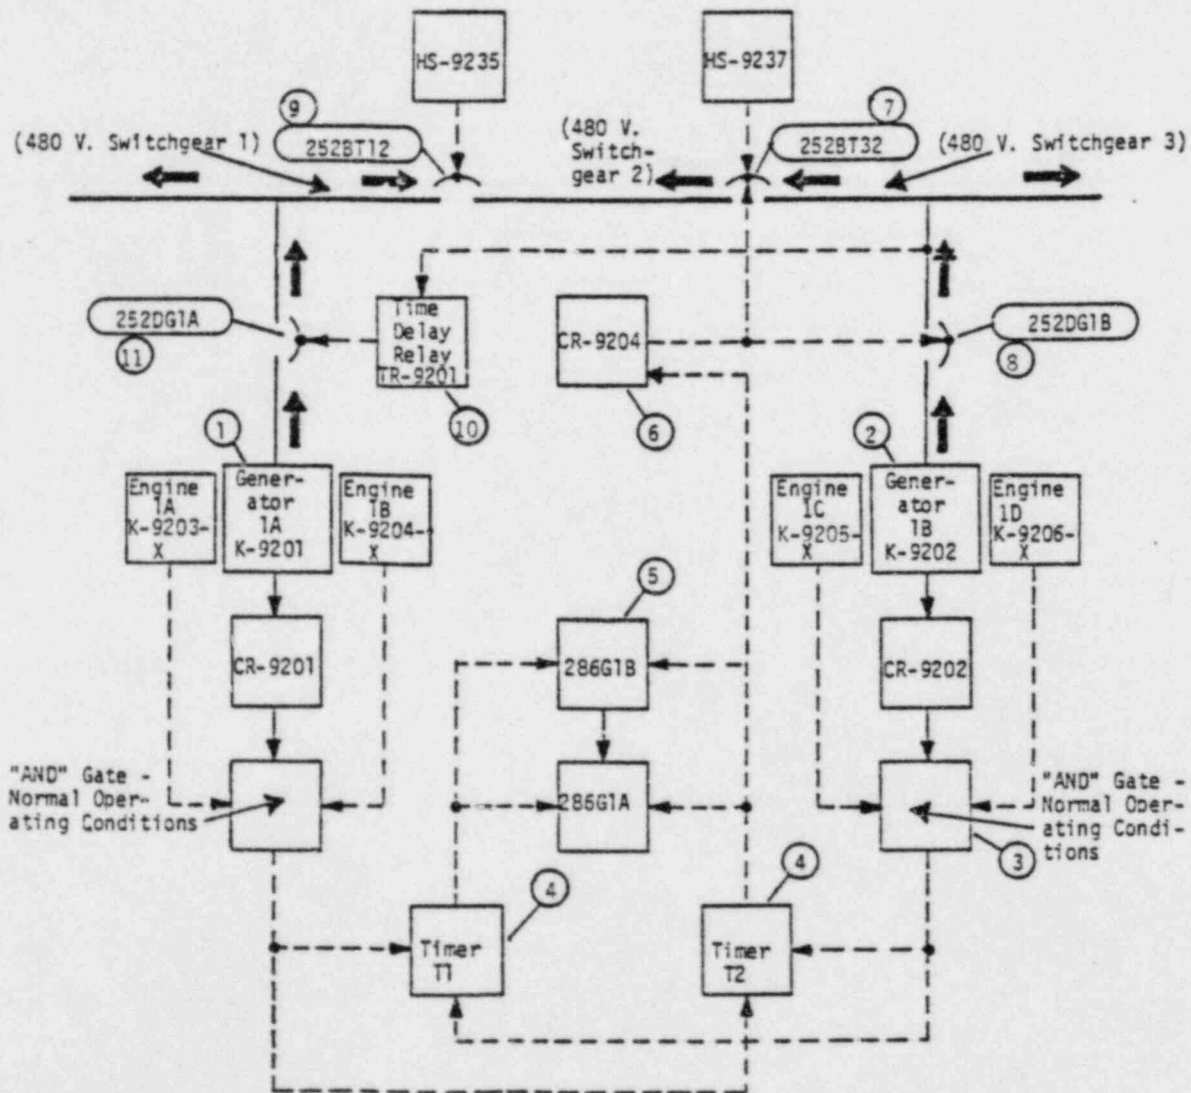 HS-9235
HS-9237
9
7
(480 V. Switchgear 1)
252BT12
(480 V.
Switch-
gear 2)
252BT32
(480 V. Switchgear 3)
252DG1A
11
Time
Delay
Relay
TR-9201
10
CR-9204
6
252DG1B
8
1
2
Engine
1A
K-9203-
X
Gener-
ator
1A
K-9201
Engine
1B
K-9204-
X
Engine
1C
K-9205-
X
Gener-
ator
1B
K-9202
Engine
1D
K-9206-
X
5
CR-9201
286G1B
CR-9202
"AND" Gate -
Normal Oper-
ating Conditions
286G1A
"AND" Gate -
Normal Oper-
ating Condi-
tions
3
4
4
Timer
T1
Timer
T2